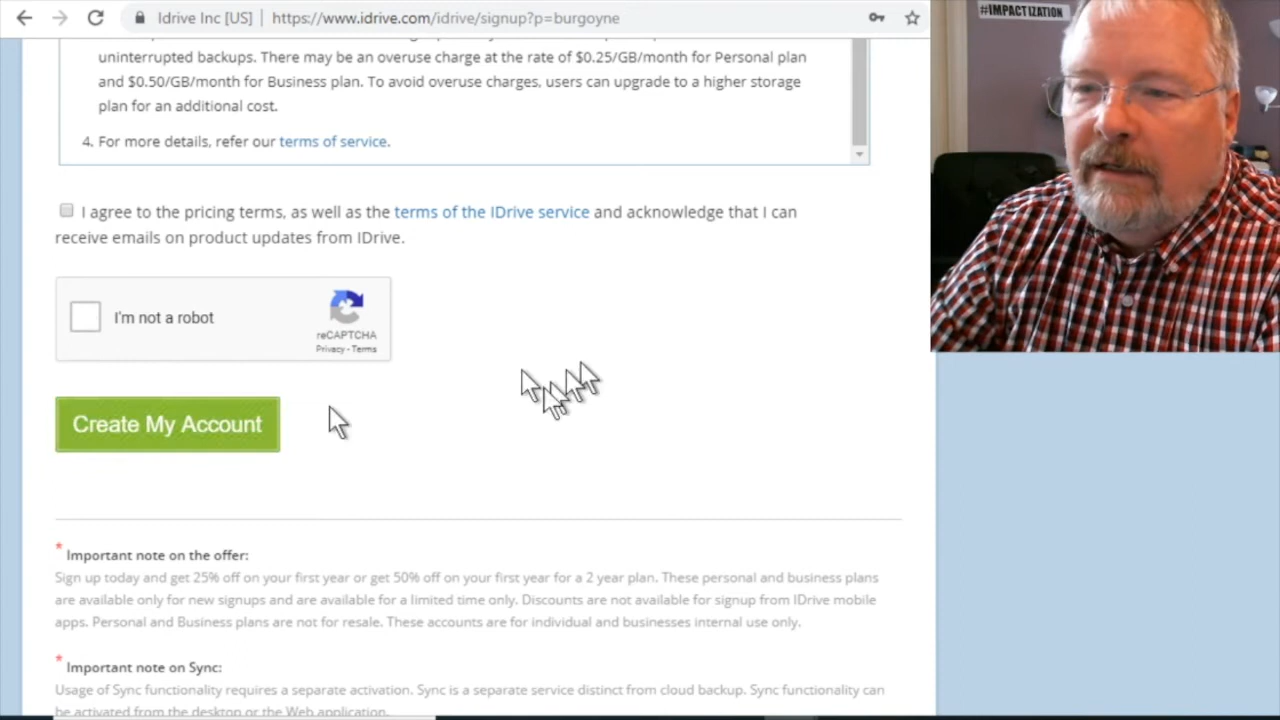 Idrive Inc [US] | https://www.idrive.com/idrive/signup?p=burgoyne
#IMPACTIZATION
uninterrupted backups. There may be an overuse charge at the rate of $0.25/GB/month for Personal plan
and $0.50/GB/month for Business plan. To avoid overuse charges, users can upgrade to a higher storage
plan for an additional cost.
4. For more details, refer our terms of service.
I agree to the pricing terms, as well as the terms of the IDrive service and acknowledge that I can
receive emails on product updates from IDrive.
I'm not a robot
reCAPTCHA
Privacy - Terms
Create My Account
* Important note on the offer:
Sign up today and get 25% off on your first year or get 50% off on your first year for a 2 year plan. These personal and business plans
are available only for new signups and are available for a limited time only. Discounts are not available for signup from IDrive mobile
apps. Personal and Business plans are not for resale. These accounts are for individual and businesses internal use only.
* Important note on Sync:
Usage of Sync functionality requires a separate activation. Sync is a separate service distinct from cloud backup. Sync functionality can
be activated from the desktop or the Web application.